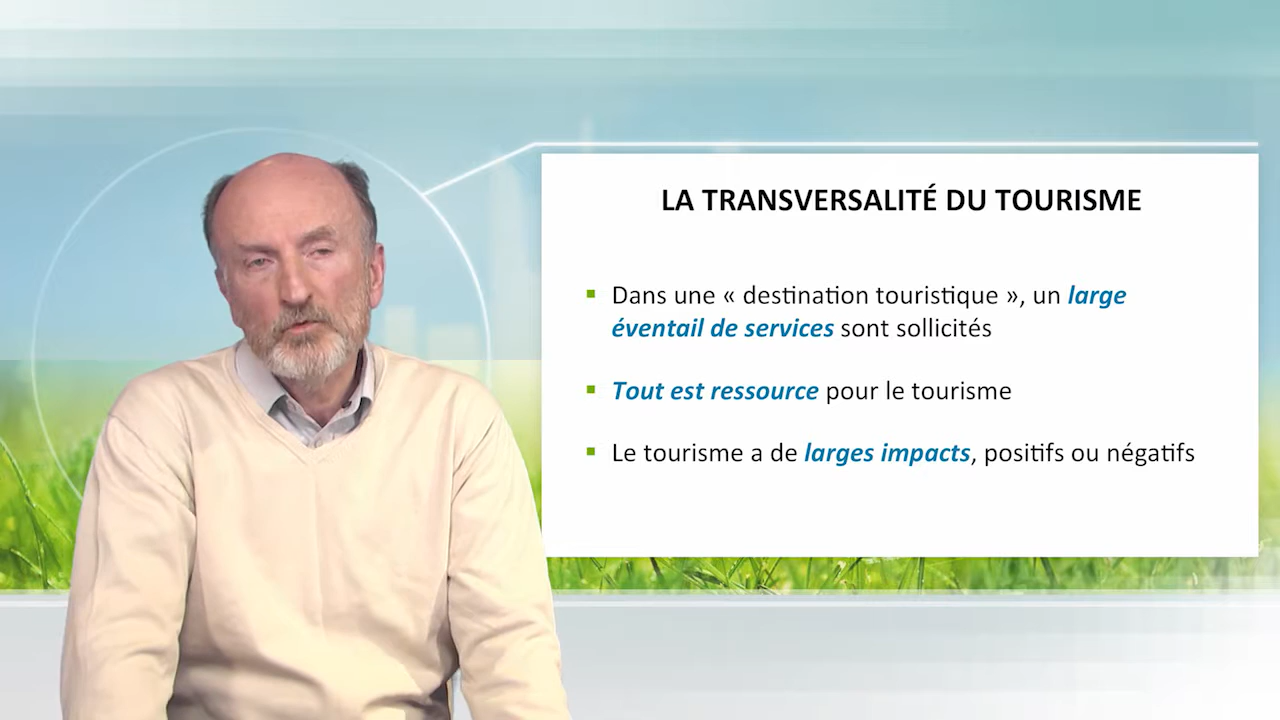 LA TRANSVERSALITÉ DU TOURISME
Dans une « destination touristique », un large
éventail de services sont sollicités
Tout est ressource pour le tourisme
Le tourisme a de larges impacts, positifs ou négatifs